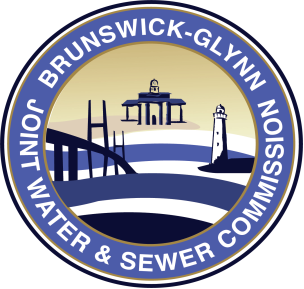 BRUNSWICK-GLYNN
JOINT WATER & SEWER COMMISSION